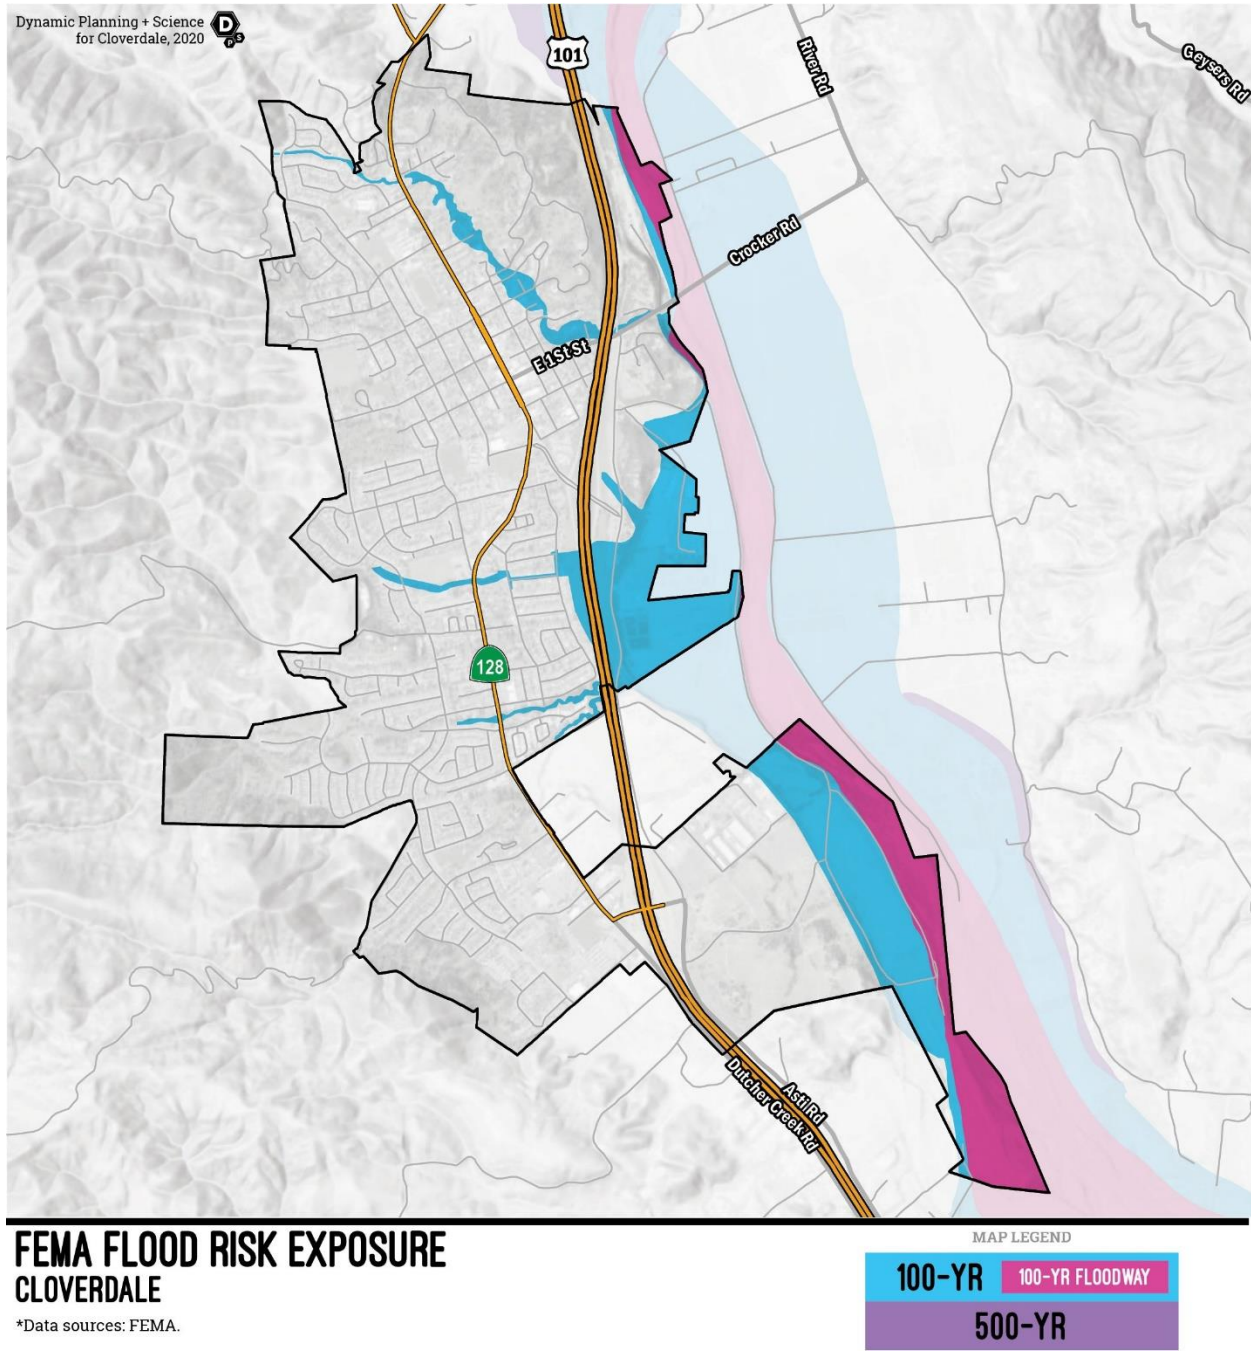 Dynamic Planning + Science
for Cloverdale, 2020
D
P S
101
River Rd
Geysers Rd
Crocker Rd
E 1St St
128
Asti Rd
Dutcher Creek Rd
FEMA FLOOD RISK EXPOSURE
CLOVERDALE
*Data sources: FEMA.
MAP LEGEND
100-YR 100-YR FLOODWAY
500-YR